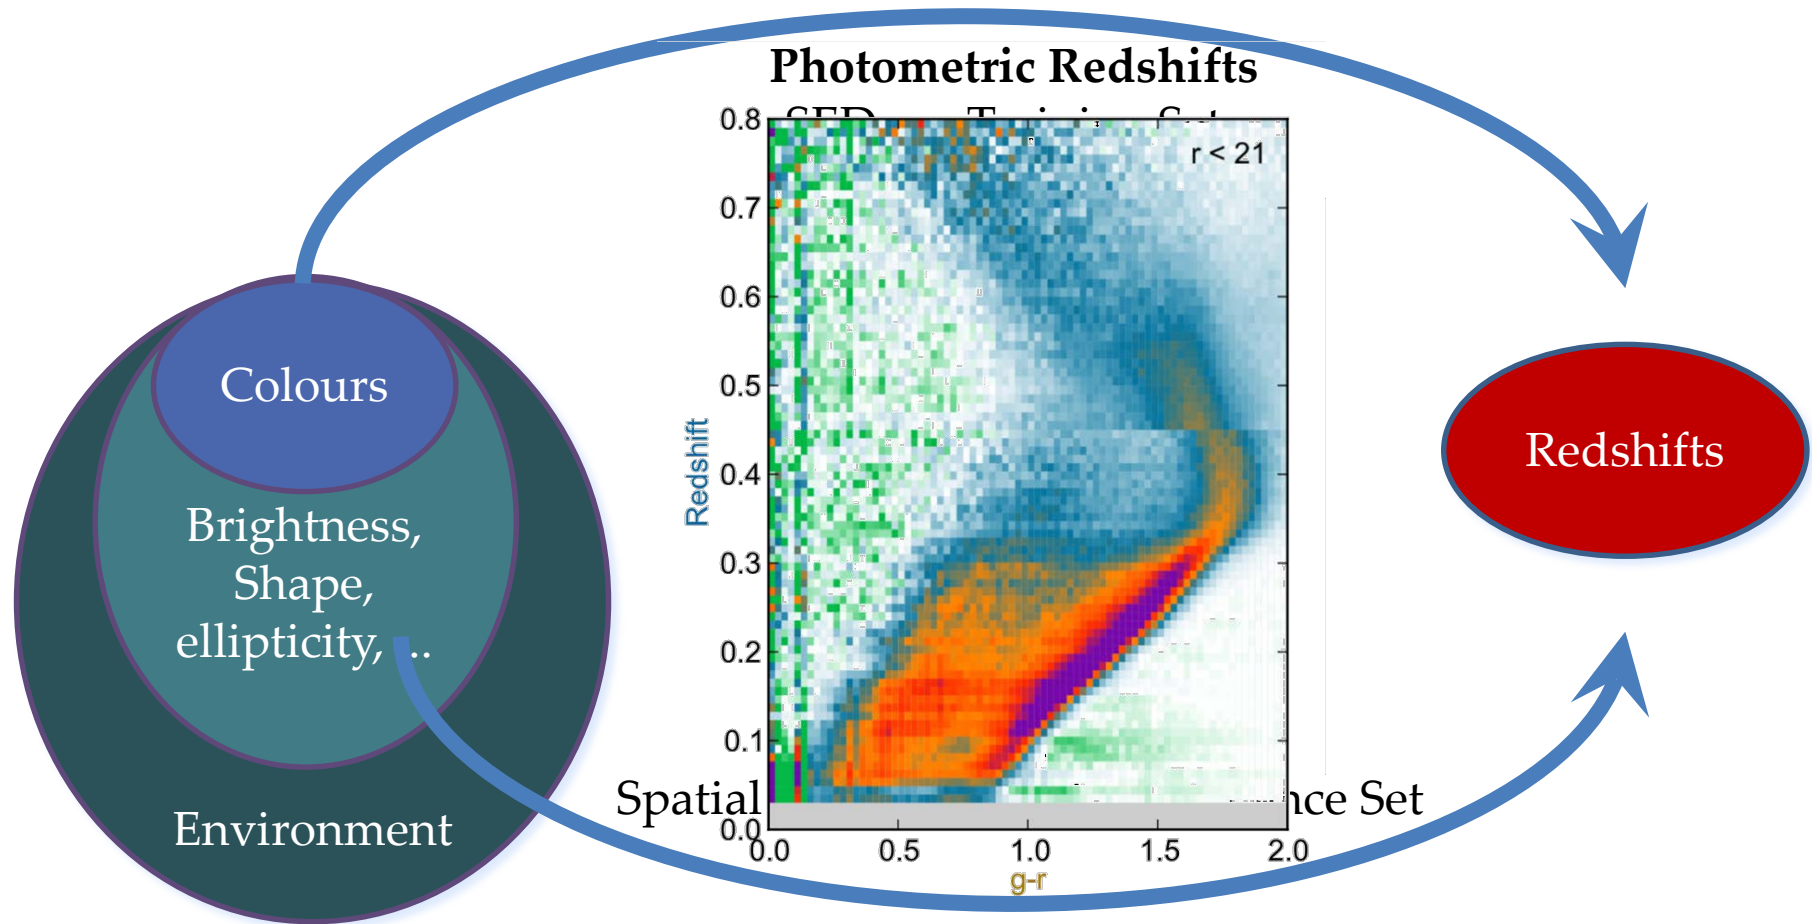 Photometric Redshifts
r < 21
0.8
0.7
0.6
0.5
0.4
0.3
0.2
0.1
0.0
Redshift
0.0 0.5 1.0 1.5 2.0
g-r
Colours
Brightness,
Shape,
ellipticity, ...
Environment
Redshifts
Spatial nce Set